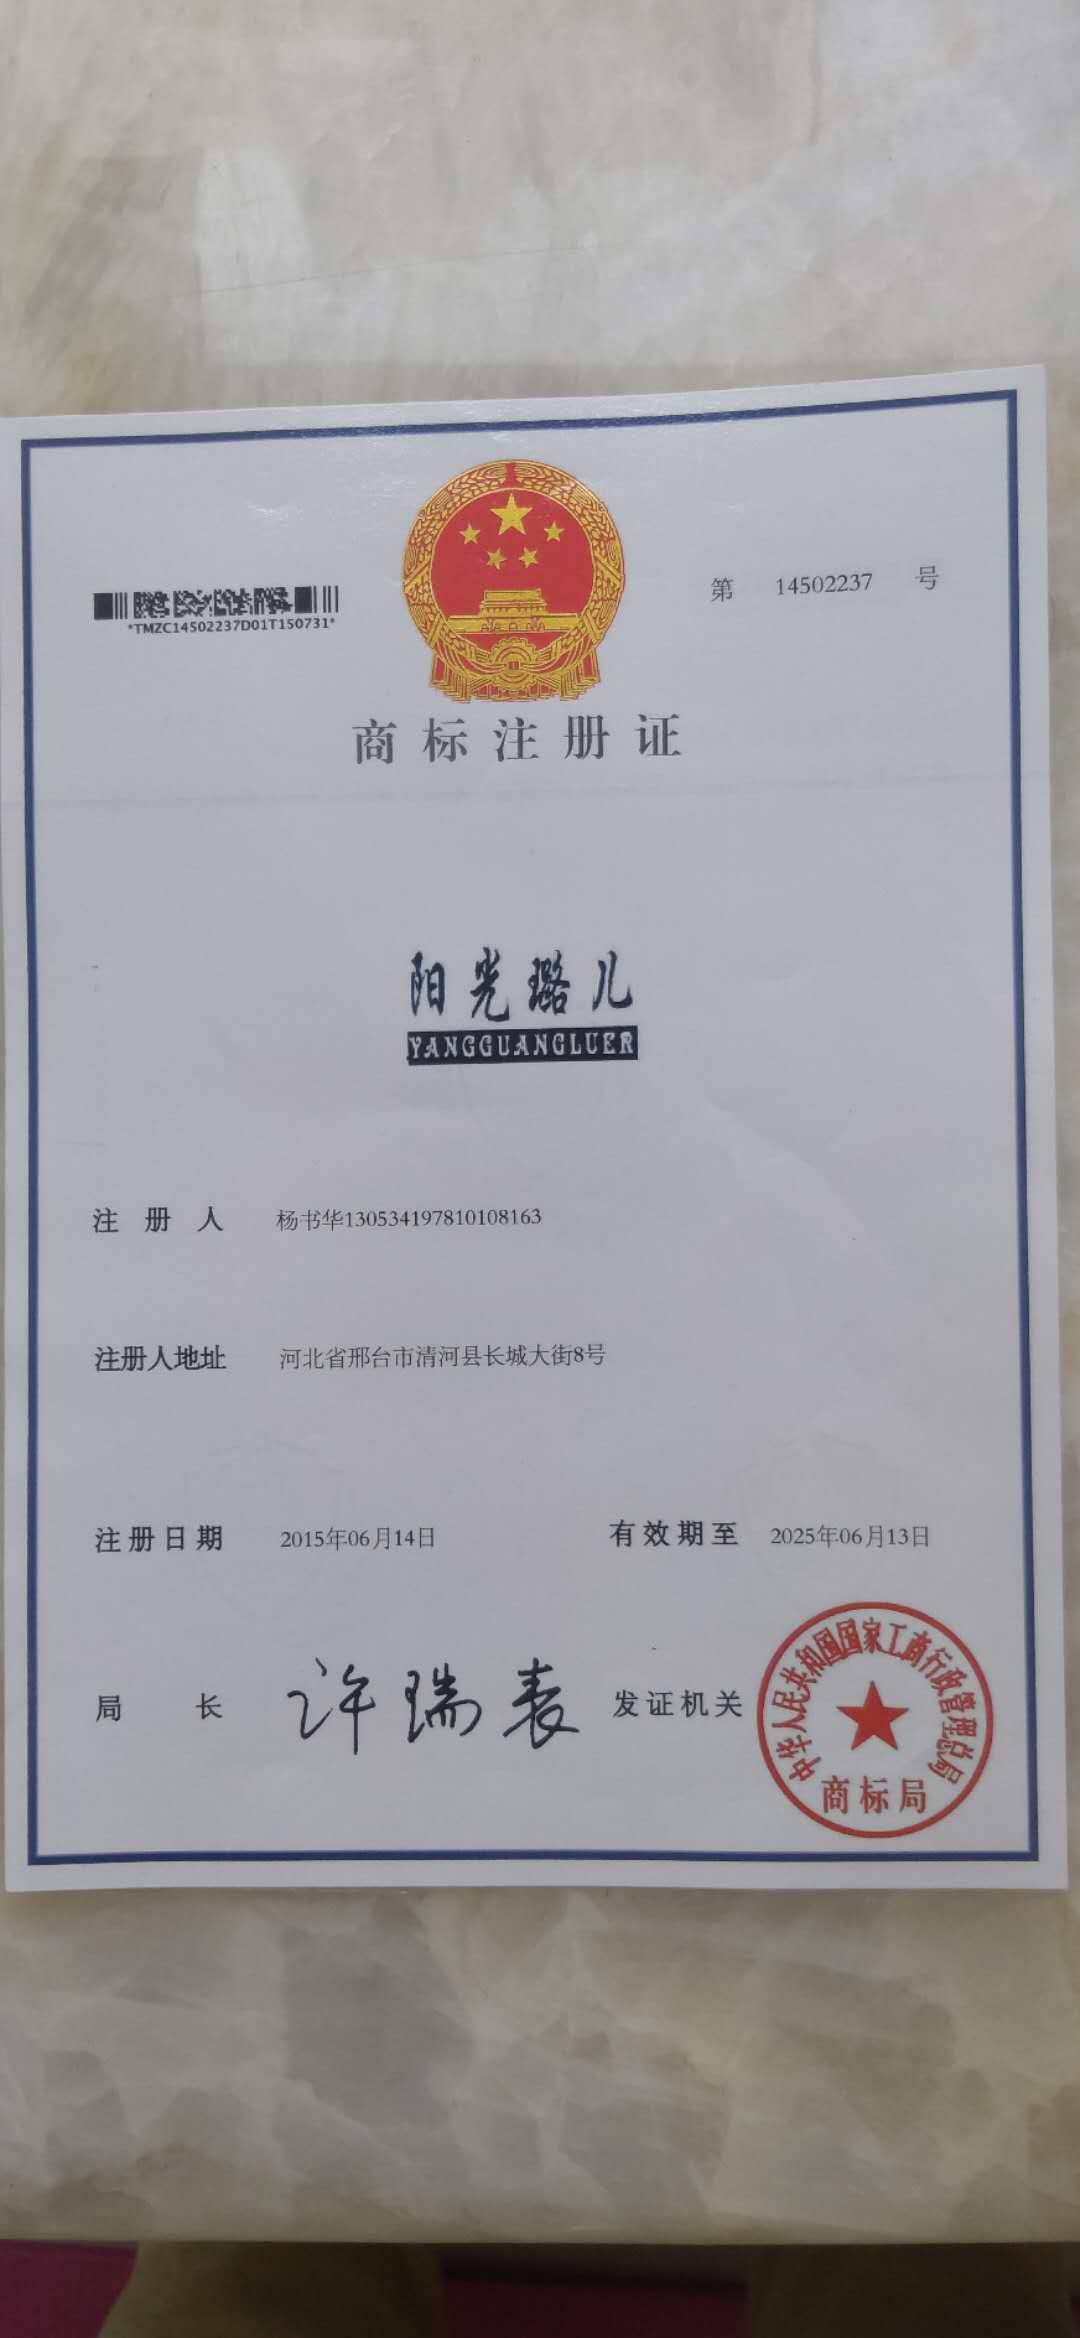 *TMZC14502237D01T150731*
第 14502237 号
商标注册证
阳光璐儿
YANGGUANGLUER
注册人 杨书华130534197810108163
注册人地址 河北省邢台市清河县长城大街8号
注册日期 2015年06月14日 有效期至 2025年06月13日
局长 许瑞表 发证机关
中华人民共和国国家工商行政管理总局
商标局